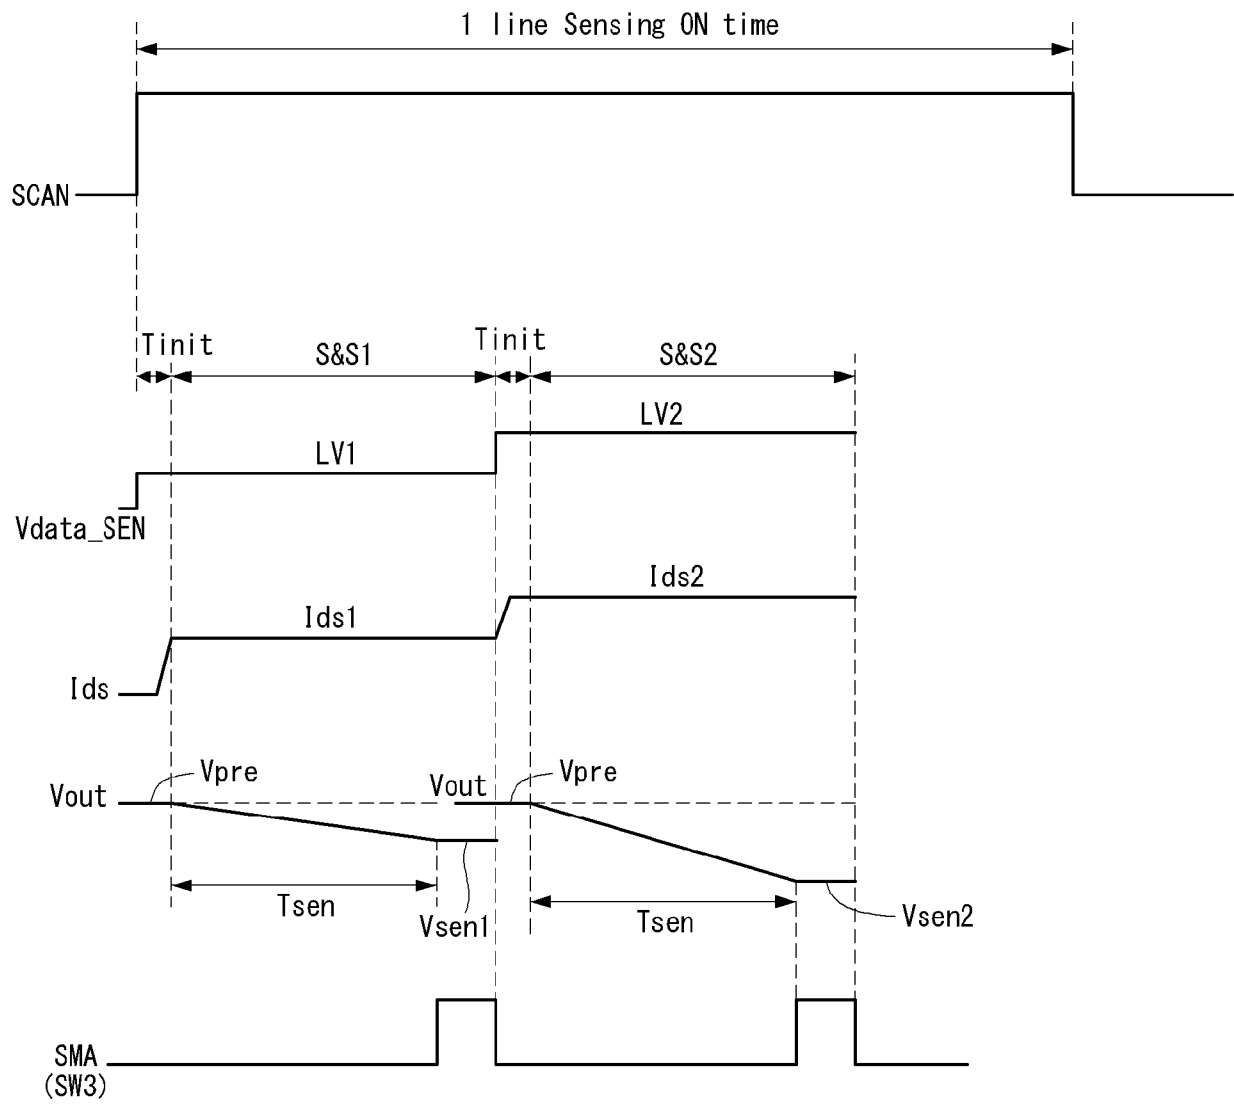 1 line Sensing ON time
SCAN
Tinit
S&S1
Tinit
S&S2
LV1
LV2
Vdata_SEN
Ids1
Ids2
Ids
Vout
Vpre
Vout
Vpre
Tsen
Vsen1
Tsen
Vsen2
SMA
(SW3)